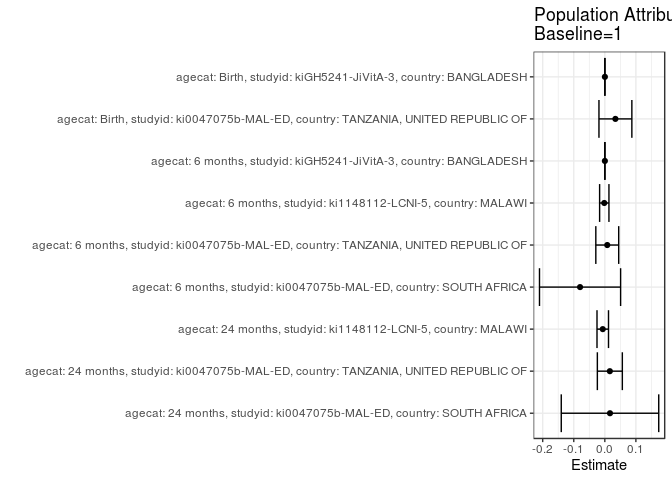 Population Attribu
Baseline=1
agecat: Birth, studyid: kiGH5241-JiVitA-3, country: BANGLADESH
agecat: Birth, studyid: ki0047075b-MAL-ED, country: TANZANIA, UNITED REPUBLIC OF
agecat: 6 months, studyid: kiGH5241-JiVitA-3, country: BANGLADESH
agecat: 6 months, studyid: ki1148112-LCNI-5, country: MALAWI
agecat: 6 months, studyid: ki0047075b-MAL-ED, country: TANZANIA, UNITED REPUBLIC OF
agecat: 6 months, studyid: ki0047075b-MAL-ED, country: SOUTH AFRICA
agecat: 24 months, studyid: ki1148112-LCNI-5, country: MALAWI
agecat: 24 months, studyid: ki0047075b-MAL-ED, country: TANZANIA, UNITED REPUBLIC OF
agecat: 24 months, studyid: ki0047075b-MAL-ED, country: SOUTH AFRICA
-0.2 -0.1 0.0 0.1
Estimate